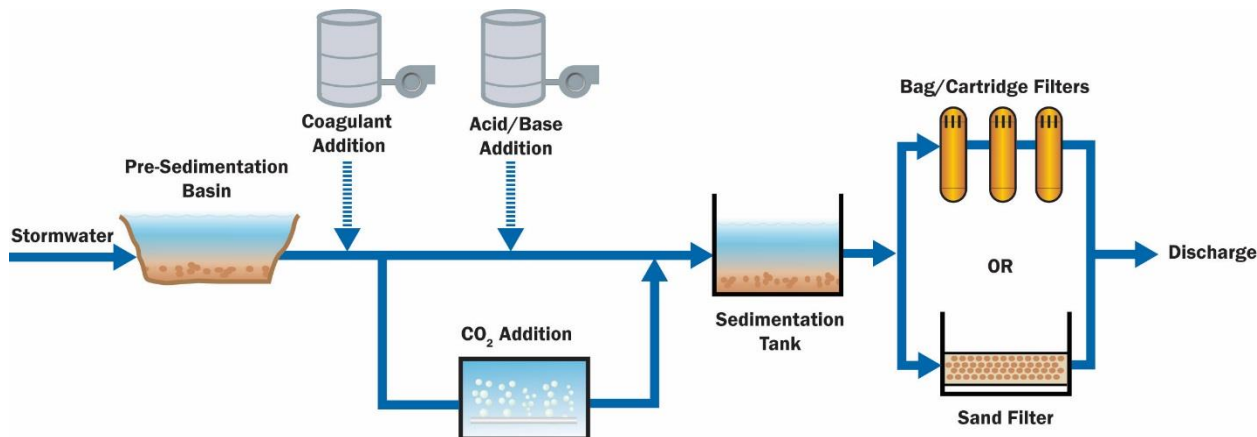 Coagulant
Addition
Acid/Base
Addition
Bag/Cartridge Filters
Pre-Sedimentation
Basin
Stormwater
Discharge
OR
CO₂ Addition
Sedimentation
Tank
Sand Filter